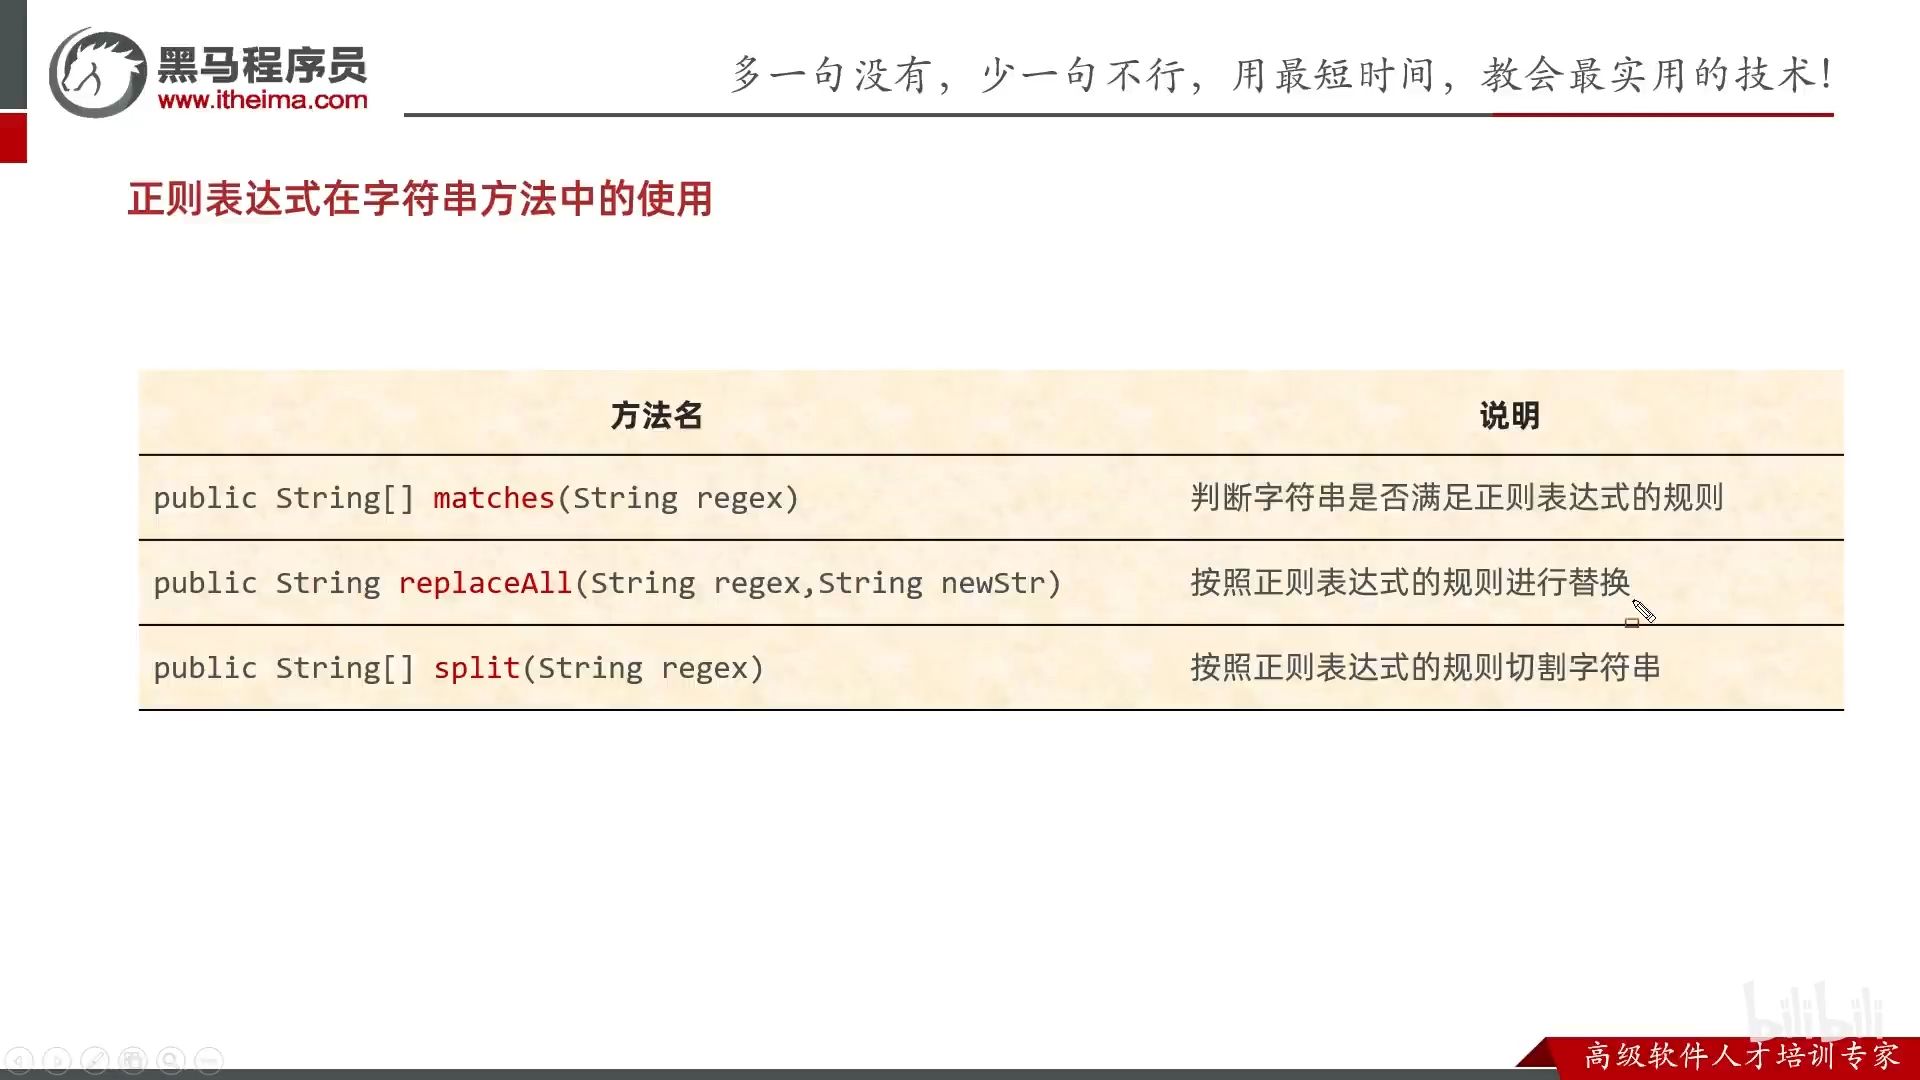 黑马程序员
www.itheima.com
多一句没有，少一句不行，用最短时间，教会最实用的技术！
正则表达式在字符串方法中的使用
方法名 说明
public String[] matches(String regex) 判断字符串是否满足正则表达式的规则
public String replaceAll(String regex,String newStr) 按照正则表达式的规则进行替换
public String[] split(String regex) 按照正则表达式的规则切割字符串
bilibili
高级软件人才培训专家